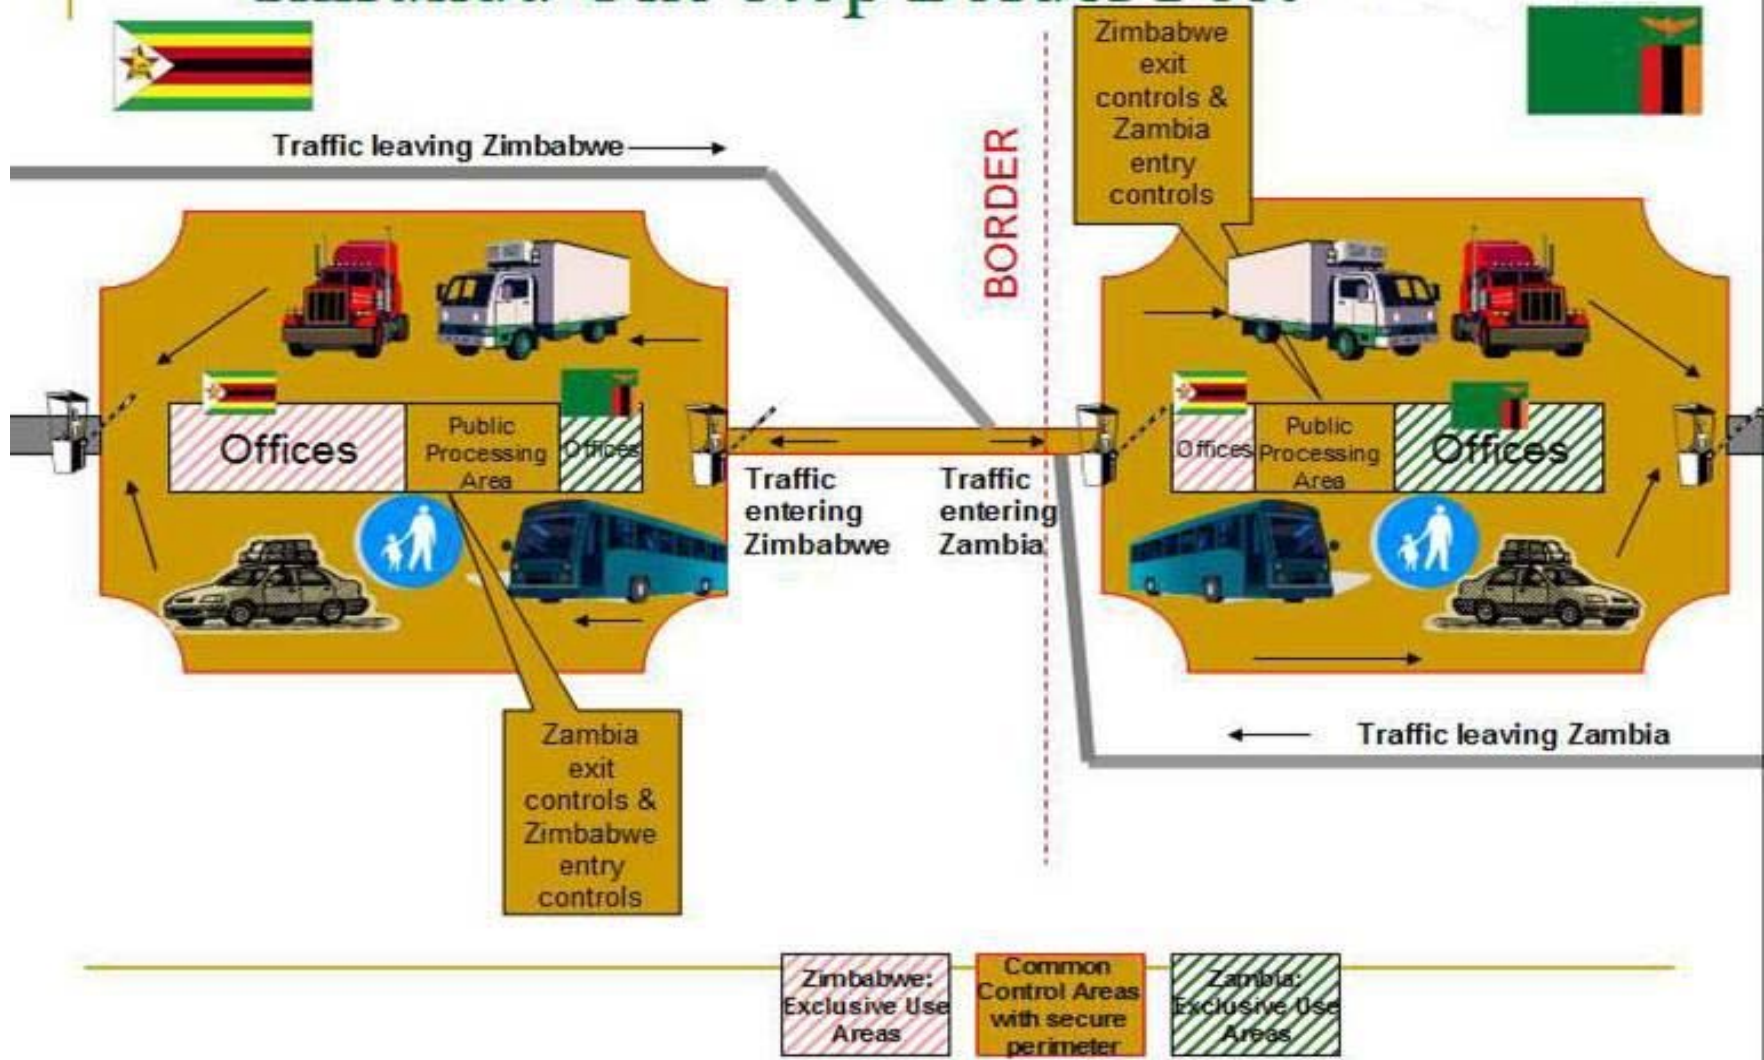 Traffic leaving Zimbabwe
Zimbabwe
exit
controls &
Zambia
entry
controls
BORDER
Offices
Public
Processing
Area
Offices
Traffic
entering
Zimbabwe
Traffic
entering
Zambia
Offices
Public
Processing
Area
Offices
Traffic leaving Zambia
Zambia
exit
controls &
Zimbabwe
entry
controls
Zimbabwe:
Exclusive Use
Areas
Common
Control Areas
with secure
perimeter
Zambia:
Exclusive Use
Areas